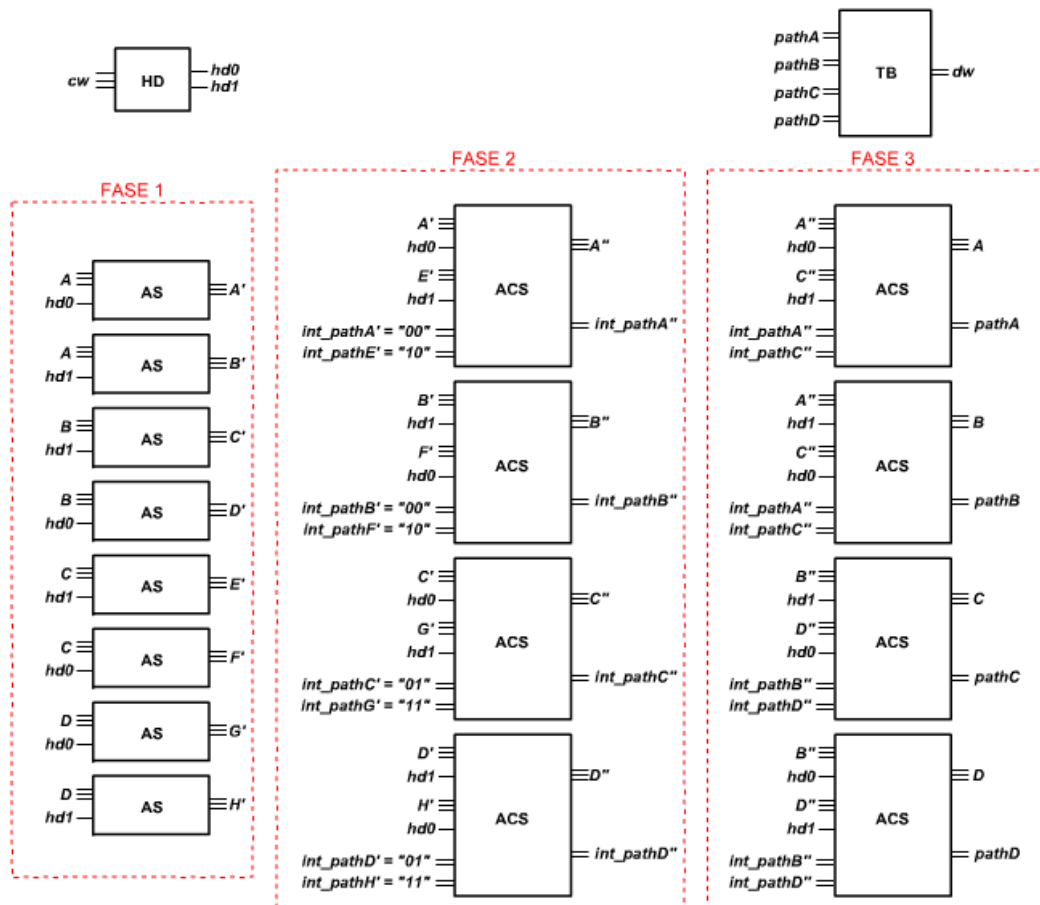 cw
HD
hd0
hd1
pathA
pathB
pathC
pathD
TB
dw
FASE 1
A
hd0
AS
A'
A
hd1
AS
B'
B
hd1
AS
C'
B
hd0
AS
D'
C
hd1
AS
E'
C
hd0
AS
F'
D
hd0
AS
G'
D
hd1
AS
H'
FASE 2
A'
hd0
E'
hd1
int_pathA' = "00"
int_pathE' = "10"
ACS
A"
int_pathA"
B'
hd1
F'
hd0
int_pathB' = "00"
int_pathF' = "10"
ACS
B"
int_pathB"
C'
hd0
G'
hd1
int_pathC' = "01"
int_pathG' = "11"
ACS
C"
int_pathC"
D'
hd1
H'
hd0
int_pathD' = "01"
int_pathH' = "11"
ACS
D"
int_pathD"
FASE 3
A"
hd0
C"
hd1
int_pathA"
int_pathC"
ACS
A
pathA
A"
hd1
C"
hd0
int_pathA"
int_pathC"
ACS
B
pathB
B"
hd1
D"
hd0
int_pathB"
int_pathD"
ACS
C
pathC
B"
hd0
D"
hd1
int_pathB"
int_pathD"
ACS
D
pathD